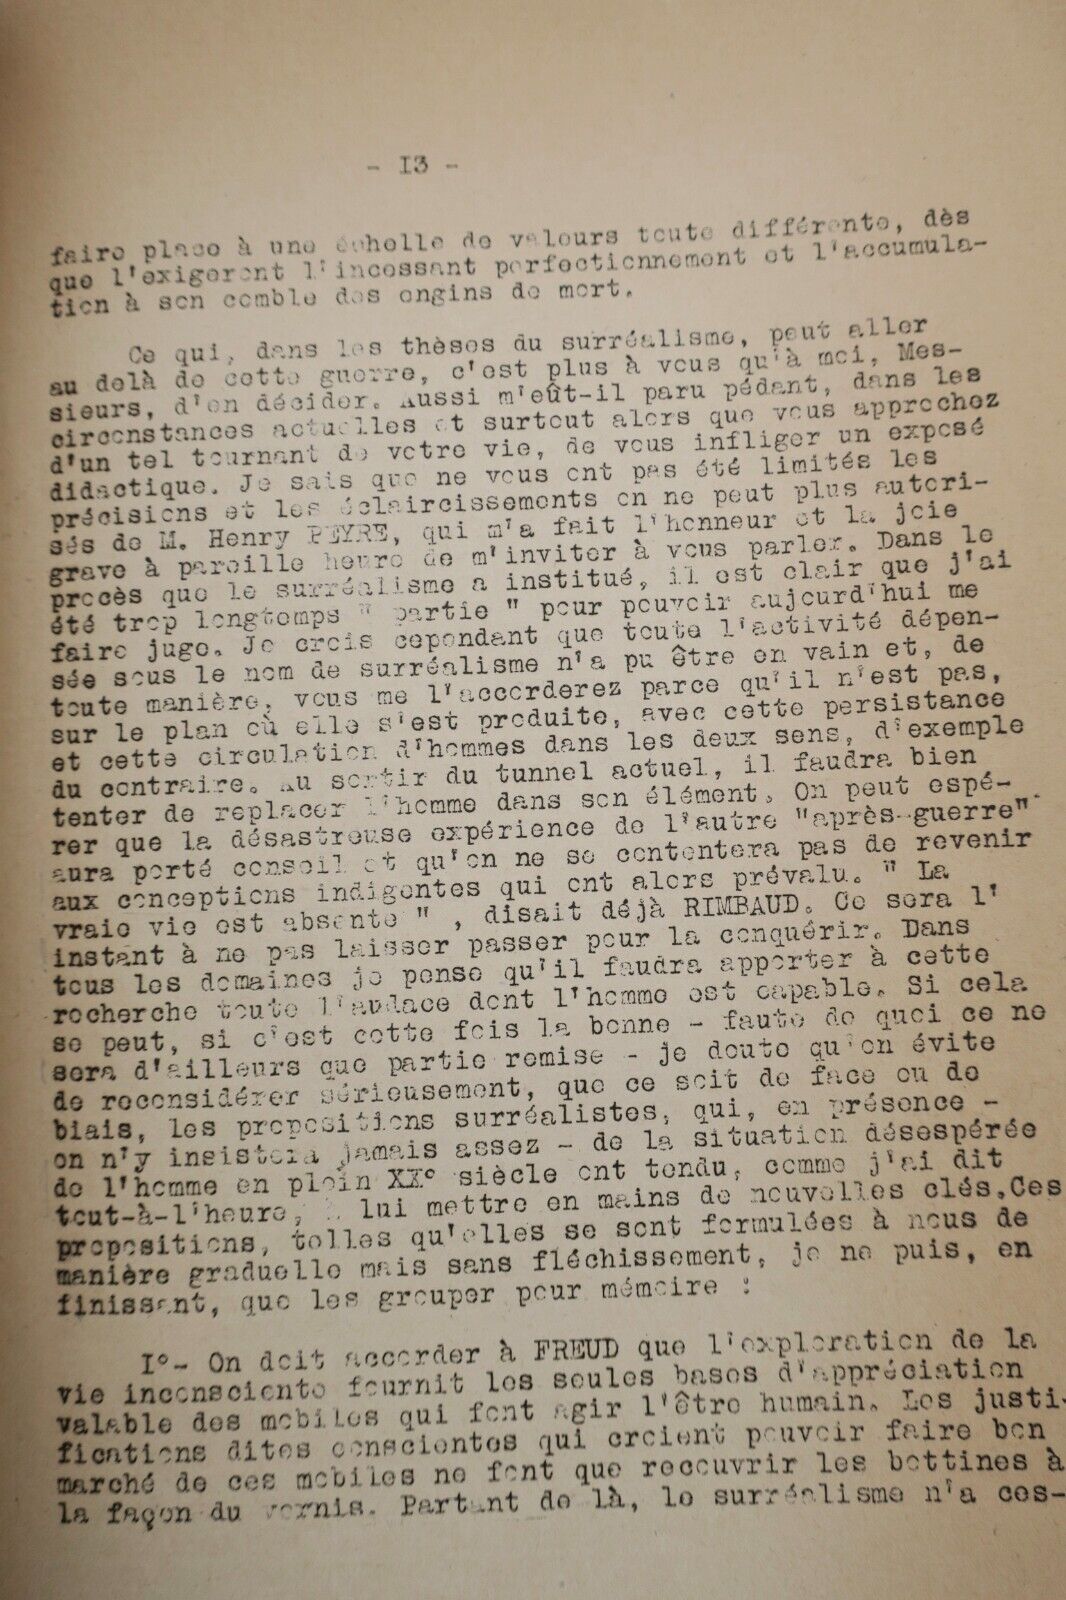 - I3 -
faire place à une échelle de valeurs toute différente, dès
que l'exigeront l'incessant perfectionnement et l'accumula-
tion à son comble des engins de mort.
Ce qui, dans les thèses du surréalisme, peut aller
au delà de cette guerre, c'est plus à vous qu'à moi, Mes-
sieurs, d'en décider. Aussi m'eût-il paru pédant, dans les
circonstances actuelles et surtout alors que vous approchez
d'un tel tournant de votre vie, de vous infliger un exposé
didactique. Je sais que ne vous ont pas été limités les
précisions et les éclaircissements on ne peut plus autori-
sés de M. Henry PEYRE, qui m'a fait l'honneur et la joie
grave à pareille heure de m'inviter à vous parler. Dans le
procès que le surréalisme a institué, il est clair que j'ai
été trop longtemps " partie " pour pouvoir aujourd'hui me
faire juge. Je crois cependant que toute l'activité dépen-
sée sous le nom de surréalisme n'a pu être en vain et, de
toute manière, vous me l'accorderez parce qu'il n'est pas,
sur le plan où elle s'est produite, avec cette persistance
et cette circulation d'hommes dans les deux sens, d'exemple
du contraire. Au sortir du tunnel actuel, il faudra bien
tenter de replacer l'homme dans son élément. On peut espé-
rer que la désastreuse expérience de l'autre "après-guerre"
aura porté conseil et qu'on ne se contentera pas de revenir
aux conceptions indigentes qui ont alors prévalu. " La
vraie vie est absente " , disait déjà RIMBAUD. Ce sera l'
instant à ne pas laisser passer pour la conquérir. Dans
tous les domaines je pense qu'il faudra apporter à cette
recherche toute l'audace dont l'homme est capable. Si cela
se peut, si c'est cette fois la bonne - faute de quoi ce ne
sera d'ailleurs que partie remise - je doute qu'on évite
de reconsidérer sérieusement, que ce soit de face ou de
biais, les propositions surréalistes, qui, en présence -
on n'y insistera jamais assez - de la situation désespérée
de l'homme en plein XX° siècle ont tendu, comme j'ai dit
tout-à-l'heure, à lui mettre en mains de nouvelles clés.Ces
propositions, telles qu'elles se sont formulées à nous de
manière graduelle mais sans fléchissement, je ne puis, en
finissant, que les grouper pour mémoire :
I°- On doit accorder à FREUD que l'exploration de la
vie inconsciente fournit les seules bases d'appréciation
valable des mobiles qui font agir l'être humain. Les justi-
fications dites conscientes qui croient pouvoir faire bon
marché de ces mobiles ne font que recouvrir les bottines à
la façon du vernis. Partant de là, le surréalisme n'a ces-